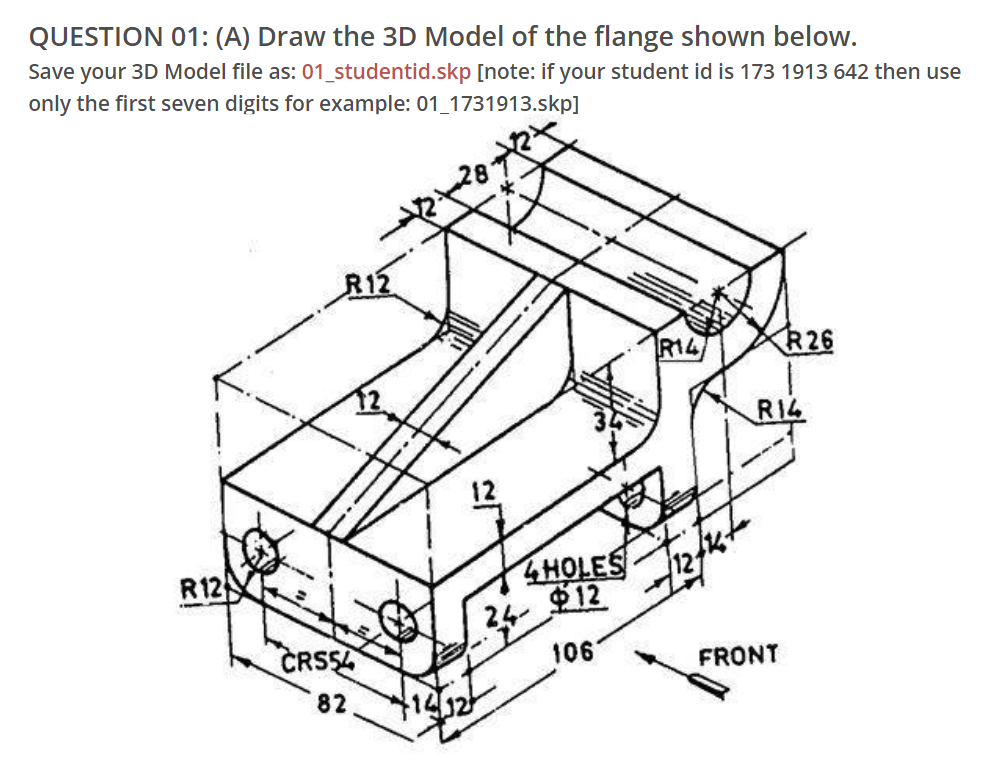 QUESTION 01: (A) Draw the 3D Model of the flange shown below.
Save your 3D Model file as: 01_studentid.skp [note: if your student id is 173 1913 642 then use
only the first seven digits for example: 01_1731913.skp]
12
28
12
R12
R14
R26
12
34
R14
12
4 HOLES
Φ 12
R12
=
=
24
12
14
CRS54
106
FRONT
82
14
12